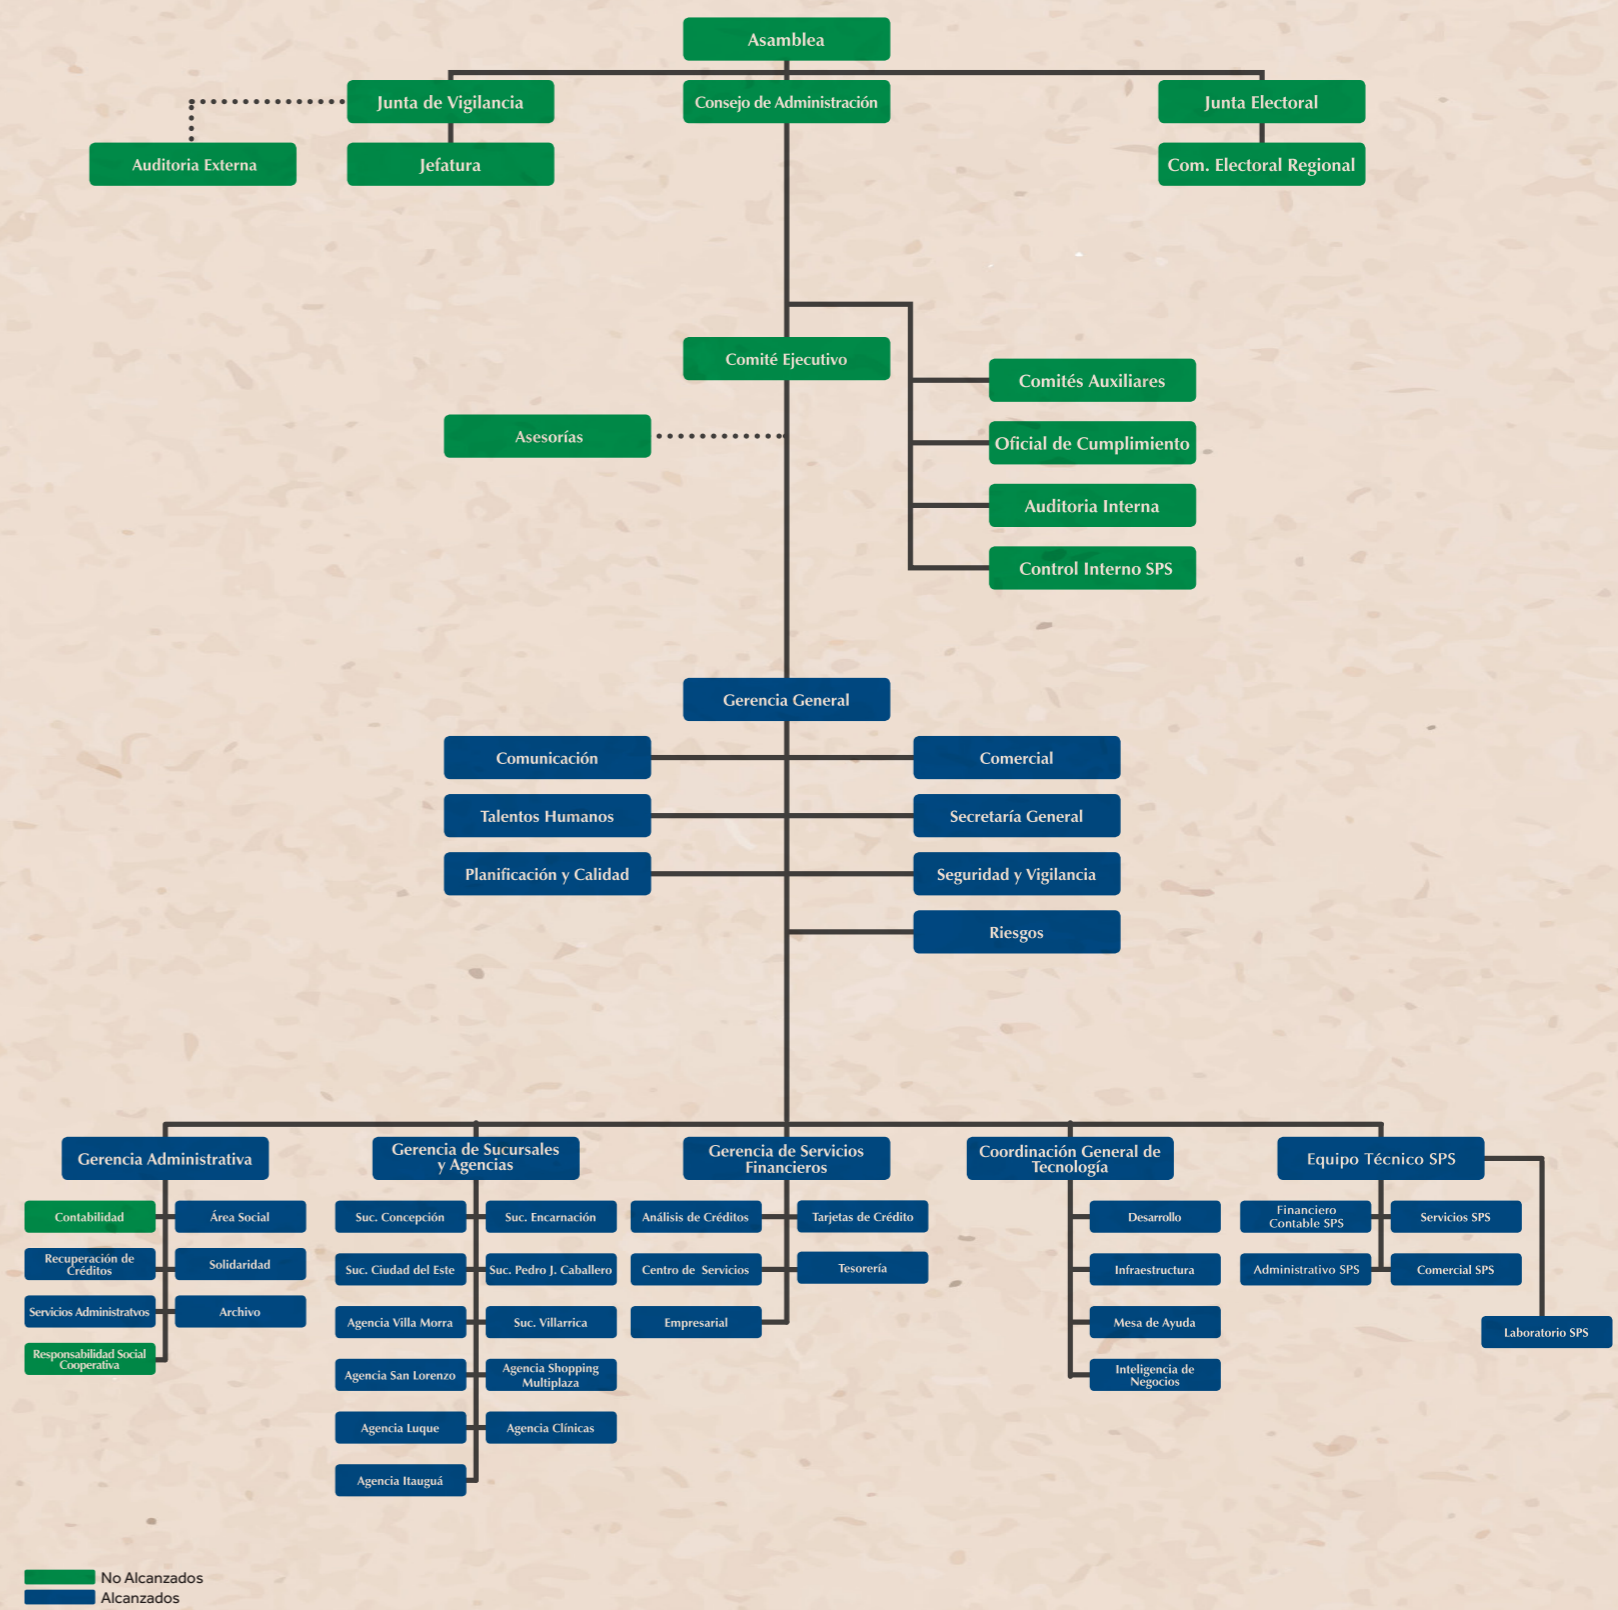 Asamblea
Junta de Vigilancia
Consejo de Administración
Junta Electoral
Auditoria Externa
Jefatura
Com. Electoral Regional
Comité Ejecutivo
Comités Auxiliares
Asesorías
Oficial de Cumplimiento
Auditoria Interna
Control Interno SPS
Gerencia General
Comunicación
Comercial
Talentos Humanos
Secretaría General
Planificación y Calidad
Seguridad y Vigilancia
Riesgos
Gerencia Administrativa
Contabilidad
Área Social
Recuperación de
Créditos
Solidaridad
Servicios Administratvos
Archivo
Responsabilidad Social
Cooperativa
Gerencia de Sucursales
y Agencias
Suc. Concepción
Suc. Encarnación
Suc. Ciudad del Este
Suc. Pedro J. Caballero
Agencia Villa Morra
Suc. Villarrica
Agencia San Lorenzo
Agencia Shopping
Multiplaza
Agencia Luque
Agencia Clínicas
Agencia Itauguá
Gerencia de Servicios
Financieros
Análisis de Créditos
Tarjetas de Crédito
Centro de Servicios
Tesorería
Empresarial
Coordinación General de
Tecnología
Desarrollo
Infraestructura
Mesa de Ayuda
Inteligencia de
Negocios
Equipo Técnico SPS
Financiero
Contable SPS
Servicios SPS
Administrativo SPS
Comercial SPS
Laboratorio SPS
No Alcanzados
Alcanzados